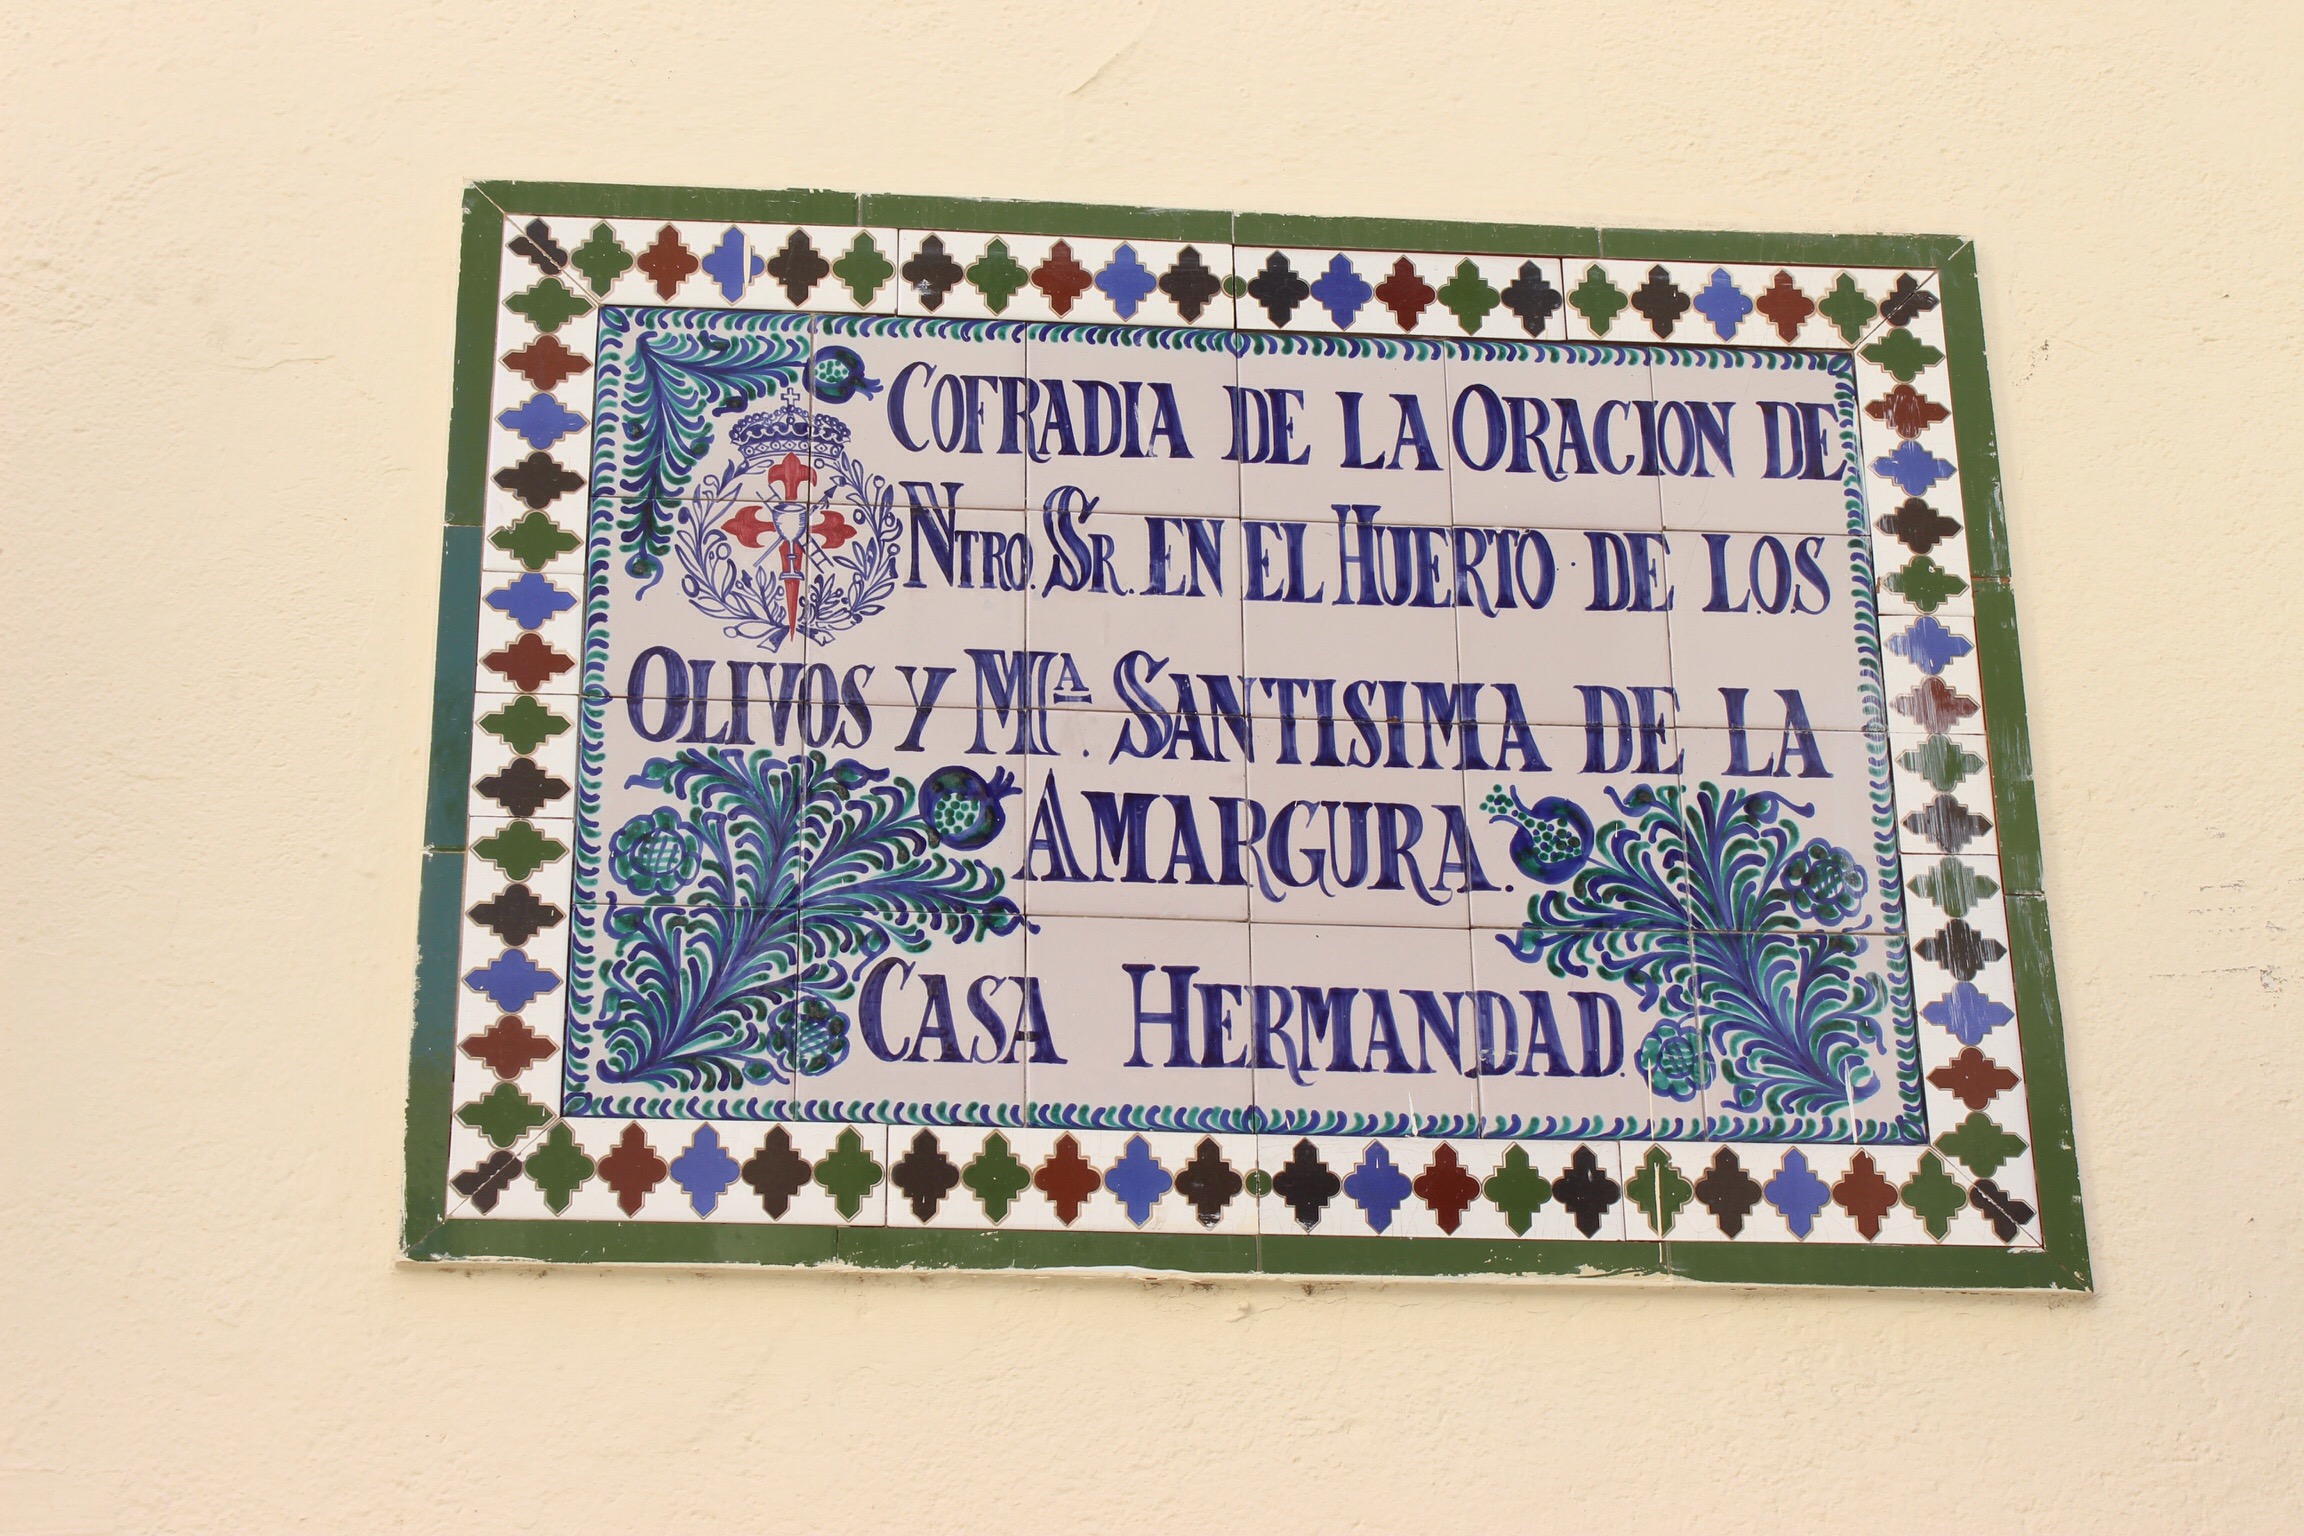 COFRADIA DE LA ORACION DE
NTRO. SR. EN EL HUERTO DE LOS
OLIVOS Y Mª. SANTISIMA DE LA
AMARGURA.
CASA HERMANDAD.